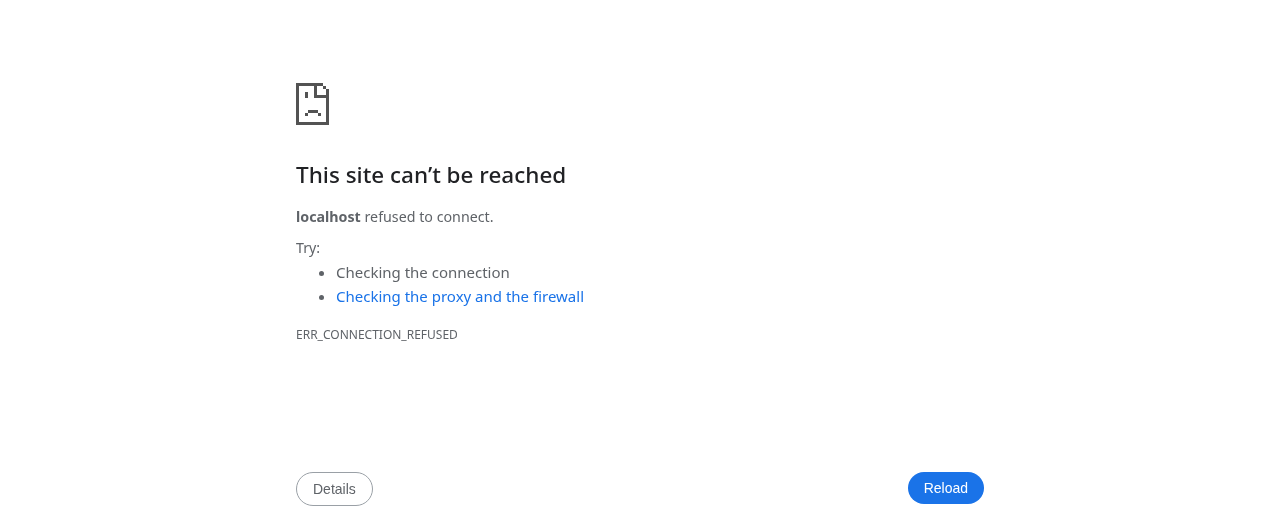 This site can’t be reached
localhost refused to connect.
Try:
Checking the connection
Checking the proxy and the firewall
ERR_CONNECTION_REFUSED
Details
Reload